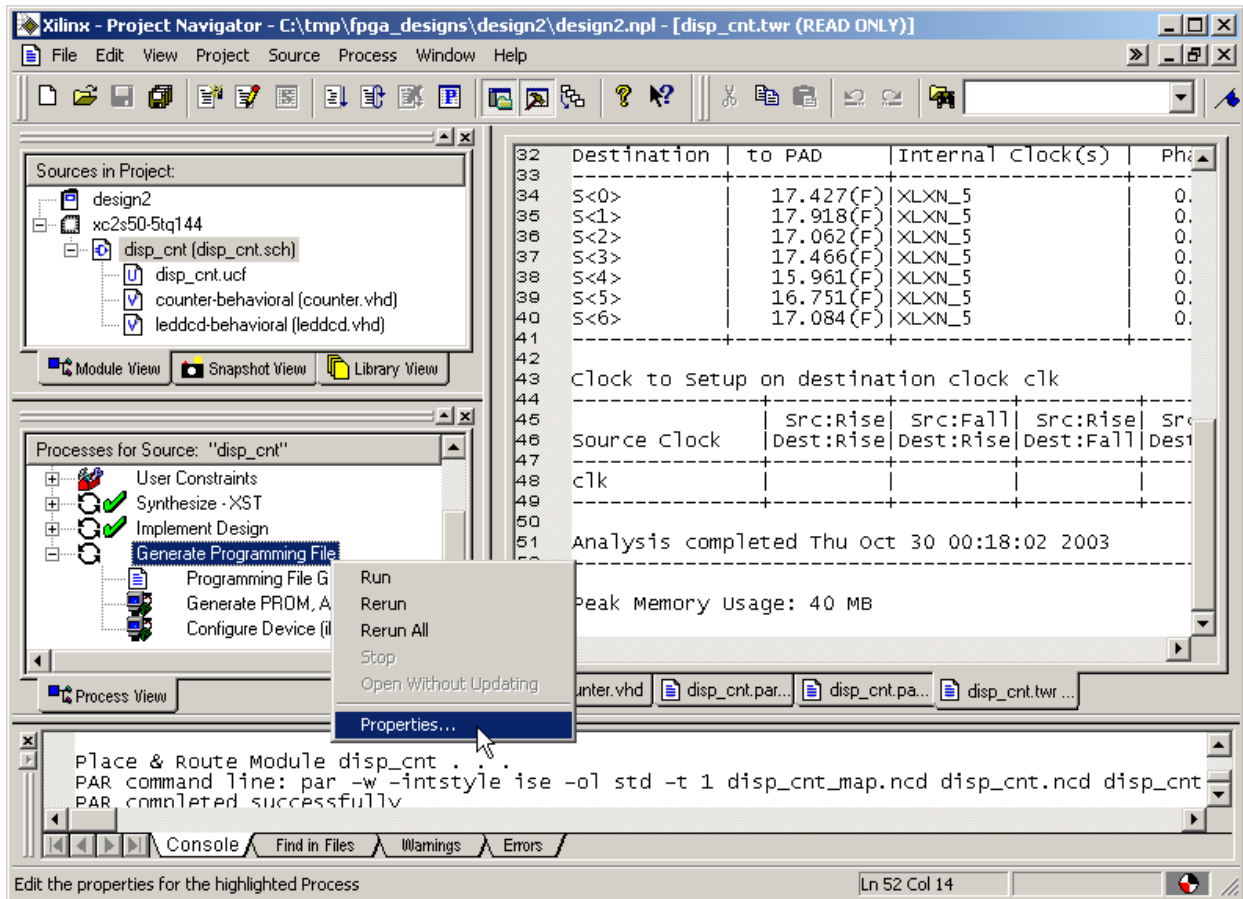 Xilinx - Project Navigator - C:\tmp\fpga_designs\design2\design2.npl - [disp_cnt.twr (READ ONLY)]
File Edit View Project Source Process Window Help
Sources in Project:
design2
xc2s50-5tq144
disp_cnt (disp_cnt.sch)
disp_cnt.ucf
counter-behavioral (counter.vhd)
leddcd-behavioral (leddcd.vhd)
Module View Snapshot View Library View
Processes for Source: "disp_cnt"
User Constraints
Synthesize - XST
Implement Design
Generate Programming File
Programming File G
Generate PROM, A
Configure Device (i
Process View
Run
Rerun
Rerun All
Stop
Open Without Updating
Properties...
32 Destination | to PAD |Internal Clock(s) | Pha
33 ------------+------------+------------------+----
34 S<0> | 17.427(F)|XLXN_5 | 0.
35 S<1> | 17.918(F)|XLXN_5 | 0.
36 S<2> | 17.062(F)|XLXN_5 | 0.
37 S<3> | 17.466(F)|XLXN_5 | 0.
38 S<4> | 15.961(F)|XLXN_5 | 0.
39 S<5> | 16.751(F)|XLXN_5 | 0.
40 S<6> | 17.084(F)|XLXN_5 | 0.
41 ------------+------------+------------------+----
42
43 Clock to Setup on destination clock clk
44 ---------------+---------+---------+---------+----
45 | Src:Rise| Src:Fall| Src:Rise| Src
46 Source Clock |Dest:Rise|Dest:Rise|Dest:Fall|Dest
47 ---------------+---------+---------+---------+----
48 clk | | | |
49 ---------------+---------+---------+---------+----
50
51 Analysis completed Thu Oct 30 00:18:02 2003
Peak Memory Usage: 40 MB
unter.vhd disp_cnt.par... disp_cnt.pa... disp_cnt.twr ...
Place & Route Module disp_cnt . . .
PAR command line: par -w -intstyle ise -ol std -t 1 disp_cnt_map.ncd disp_cnt.ncd disp_cnt
PAR completed successfully
Console Find in Files Warnings Errors
Edit the properties for the highlighted Process Ln 52 Col 14